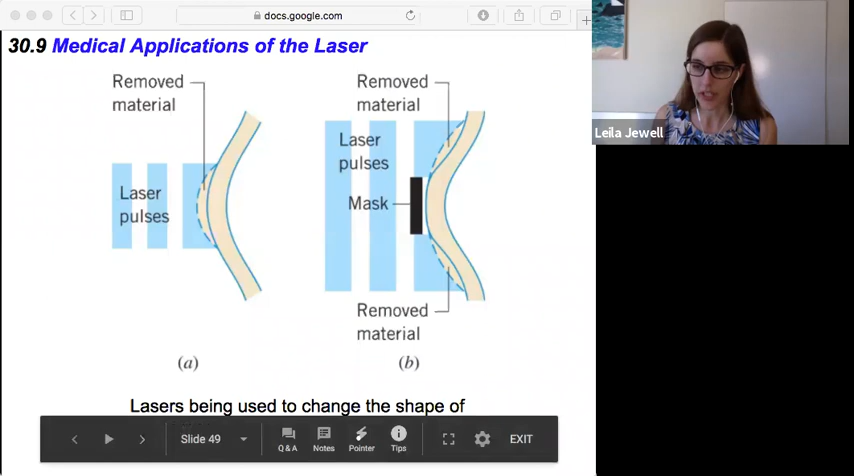 docs.google.com
30.9 Medical Applications of the Laser
Removed
material
Laser
pulses
(a)
Removed
material
Laser
pulses
Mask
Removed
material
(b)
Lasers being used to change the shape of
Slide 49
Q & A
Notes
Pointer
Tips
EXIT
Leila Jewell